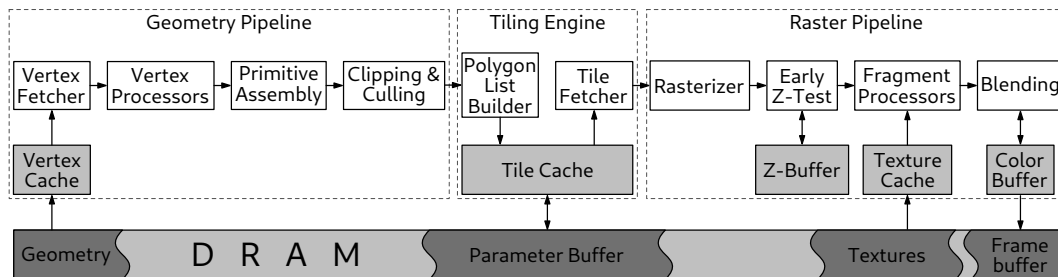 Geometry Pipeline
Tiling Engine
Raster Pipeline
Vertex
Fetcher
Vertex
Processors
Primitive
Assembly
Clipping &
Culling
Polygon
List
Builder
Tile
Fetcher
Rasterizer
Early
Z-Test
Fragment
Processors
Blending
Vertex
Cache
Tile Cache
Z-Buffer
Texture
Cache
Color
Buffer
Geometry
D R A M
Parameter Buffer
Textures
Frame
buffer